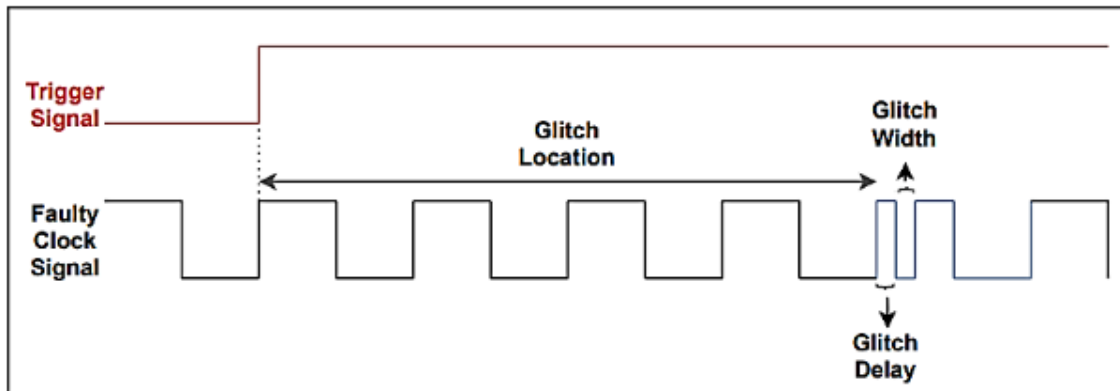 Trigger
Signal
Glitch
Location
Glitch
Width
Faulty
Clock
Signal
Glitch
Delay